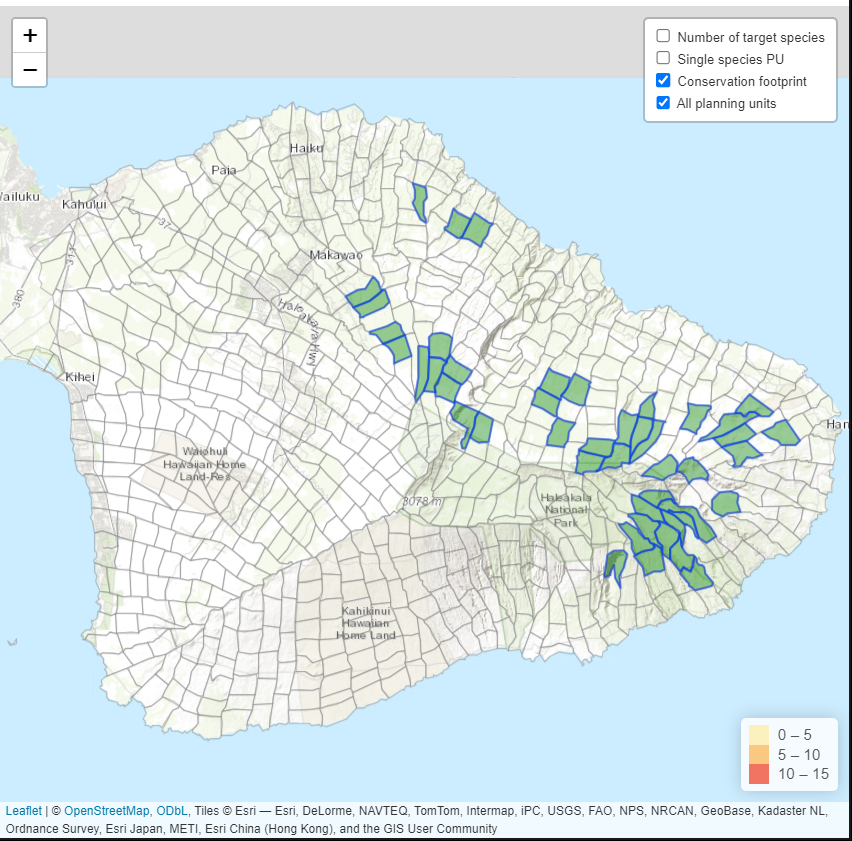 +
−
Number of target species
Single species PU
Conservation footprint
All planning units
Haiku
Paia
Kahului
37
311
Makawao
380
Haleakala Hwy
Kihei
Waiohuli
Hawaiian Home
Land-Res
3078 m
Haleakala
National
Park
Kahikinui
Hawaiian
Home Land
0 – 5
5 – 10
10 – 15
Leaflet | © OpenStreetMap, ODbL, Tiles © Esri — Esri, DeLorme, NAVTEQ, TomTom, Intermap, iPC, USGS, FAO, NPS, NRCAN, GeoBase, Kadaster NL,
Ordnance Survey, Esri Japan, METI, Esri China (Hong Kong), and the GIS User Community